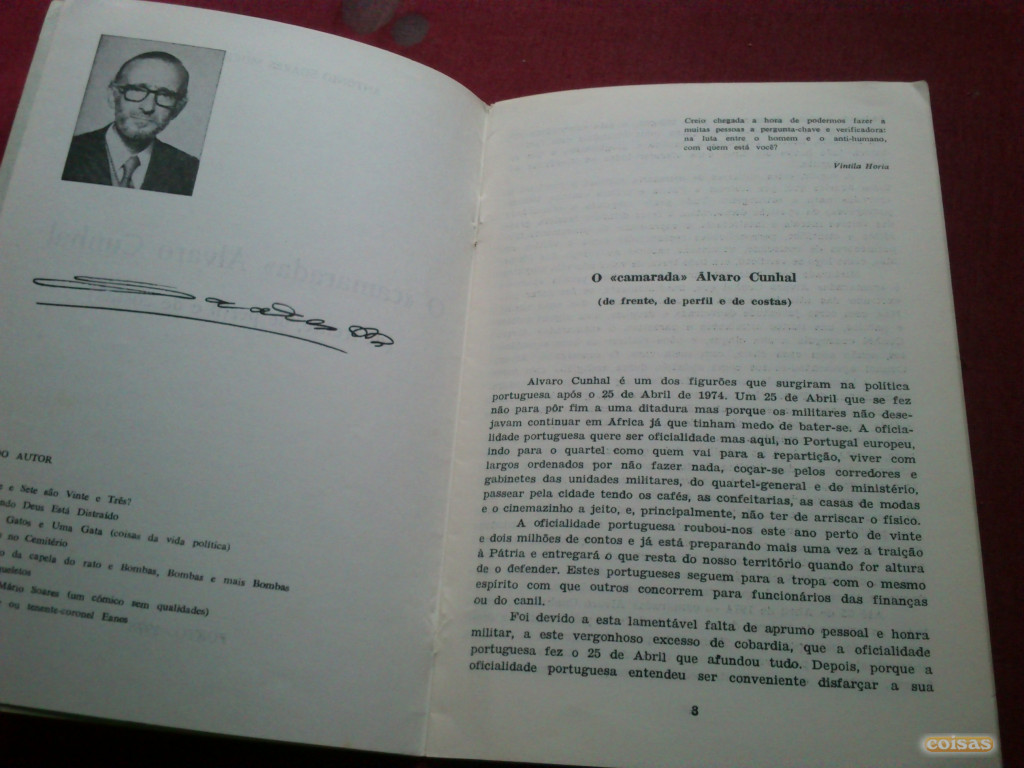 DO AUTOR
e Sete são Vinte e Três?
Deus Está Distraído
Gatos e Uma Gata (coisas da vida política)
no Cemitério
da capela do rato e Bombas, Bombas e mais Bombas
Mário Soares (um cómico sem qualidades)
ou tenente-coronel Eanes
Creio chegada a hora de podermos fazer a
muitas pessoas a pergunta-chave e verificadora:
na luta entre o homem e o anti-humano,
com quem está você?
Vintila Horia
O «camarada» Alvaro Cunhal
(de frente, de perfil e de costas)
Alvaro Cunhal é um dos figurões que surgiram na política
portuguesa após o 25 de Abril de 1974. Um 25 de Abril que se fez
não para pôr fim a uma ditadura mas porque os militares não dese-
javam continuar em Africa já que tinham medo de bater-se. A oficia-
lidade portuguesa quere ser oficialidade mas aqui, no Portugal europeu,
indo para o quartel como quem vai para a repartição, viver com
largos ordenados por não fazer nada, coçar-se pelos corredores e
gabinetes das unidades militares, do quartel-general e do ministério,
passear pela cidade tendo os cafés, as confeitarias, as casas de modas
e o cinemazinho a jeito, e, principalmente, não ter de arriscar o físico.
A oficialidade portuguesa roubou-nos este ano perto de vinte
e dois milhões de contos e já está preparando mais uma vez a traição
à Pátria e entregará o que resta do nosso território quando for altura
de o defender. Estes portugueses seguem para a tropa com o mesmo
espírito com que outros concorrem para funcionários das finanças
ou do canil.
Foi devido a esta lamentável falta de aprumo pessoal e honra
militar, a este vergonhoso excesso de cobardia, que a oficialidade
portuguesa fez o 25 de Abril que afundou tudo. Depois, porque a
oficialidade portuguesa entendeu ser conveniente disfarçar a sua
8
coisas